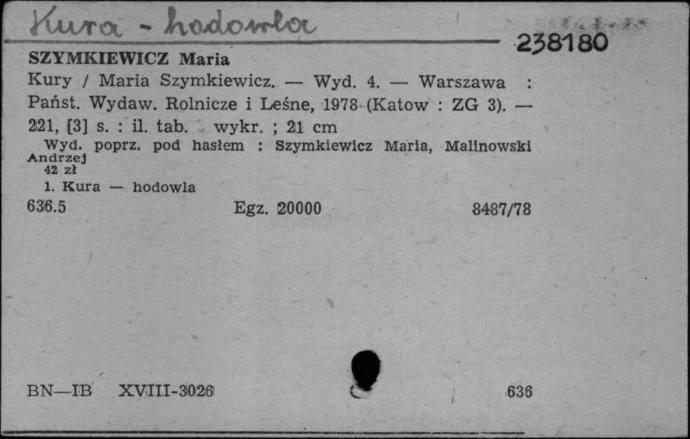 Kura - hodowla
238180
SZYMKIEWICZ Maria
Kury / Maria Szymkiewicz. — Wyd. 4. — Warszawa :
Państ. Wydaw. Rolnicze i Leśne, 1978 (Katow : ZG 3). —
221, [3] s. : il. tab. wykr. ; 21 cm
Wyd. poprz. pod hasłem : Szymkiewicz Maria, Malinowski
Andrzej
42 zł
1. Kura — hodowla
636.5 Egz. 20000 8487/78
BN—IB XVIII-3026 636